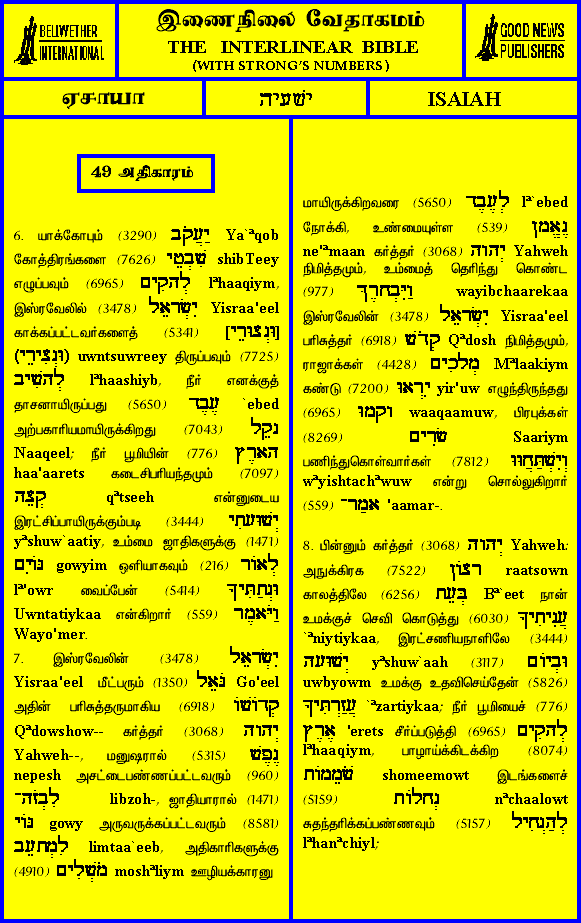 BELLWETHER
INTERNATIONAL
இணைநிலை வேதாகமம்
THE INTERLINEAR BIBLE
(WITH STRONG'S NUMBERS)
GOOD NEWS
PUBLISHERS
ஏசாயா
ישעיה
ISAIAH
49 அதிகாரம்
6. யாக்கோபும் (3290) יַעֲקֹב Ya`ªqob
கோத்திரங்களை (7626) שִׁבְטֵי shibTeey
எழுப்பவும் (6965) לְהָקִים lªhaaqiym,
இஸ்ரவேலில் (3478) יִשְׂרָאֵל Yisraa'eel
காக்கப்பட்டவர்களைத் (5341) [וּנְצוּרֵי]
(וּנְצִירֵי) uwntsuwreey திருப்பவும் (7725)
לְהָשִׁיב lªhaashiyb, நீர் எனக்குத்
தாசனாயிருப்பது (5650) עֶבֶד `ebed
அற்பகாரியமாயிருக்கிறது (7043) נָקֵל
Naaqeel; நீர் பூமியின் (776) הָאָרֶץ
haa'aarets கடைசிபரியந்தமும் (7097)
קְצֵה qªtseeh என்னுடைய
இரட்சிப்பாயிருக்கும்படி (3444) יְשׁוּעָתִי
yªshuw`aatiy, உம்மை ஜாதிகளுக்கு (1471)
גּוֹיִם gowyim ஒளியாகவும் (216) לְאוֹר
lª'owr வைப்பேன் (5414) וּנְתַתִּיךָ
Uwntatiykaa என்கிறார் (559) וַיֹּאמֶר
Wayo'mer.
7. இஸ்ரவேலின் (3478) יִשְׂרָאֵל
Yisraa'eel மீட்பரும் (1350) גֹּאֵל Go'eel
அதின் பரிசுத்தருமாகிய (6918) קְדוֹשׁוֹ
Qªdowshow-- கர்த்தர் (3068) יְהוָה
Yahweh--, மனுஷரால் (5315) נֶפֶשׁ
nepesh அசட்டைபண்ணப்பட்டவரும் (960)
לִבְזֹה־ libzoh-, ஜாதியாரால் (1471)
גּוֹי gowy அருவருக்கப்பட்டவரும் (8581)
לִמְתָעֵב limtaa`eeb, அதிகாரிகளுக்கு
(4910) מֹשְׁלִים moshªliym ஊழியக்காரனு
மாயிருக்கிறவரை (5650) לְעֶבֶד lª`ebed
நோக்கி, உண்மையுள்ள (539) נֶאֱמָן
ne'ªmaan கர்த்தர் (3068) יְהוָה Yahweh
நிமித்தமும், உம்மைத் தெரிந்து கொண்ட
(977) וַיִּבְחָרֶךָּ wayibchaarekaa
இஸ்ரவேலின் (3478) יִשְׂרָאֵל Yisraa'eel
பரிசுத்தர் (6918) קְדֹשׁ Qªdosh நிமித்தமும்,
ராஜாக்கள் (4428) מְלָכִים Mªlaakiym
கண்டு (7200) יִרְאוּ yir'uw எழுந்திருந்தது
(6965) וָקָמוּ waaqaamuw, பிரபுக்கள்
(8269) שָׂרִים Saariym
பணிந்துகொள்வார்கள் (7812) וְיִשְׁתַּחֲוּוּ
wªyishtachªwuw என்று சொல்லுகிறார்
(559) אָמַר־ 'aamar-.
8. பின்னும் கர்த்தர் (3068) יְהוָה Yahweh:
அநுக்கிரக (7522) רָצוֹן raatsown
காலத்திலே (6256) בְּעֵת Bª`eet நான்
உமக்குச் செவி கொடுத்து (6030) עֲנִיתִיךָ
`ªniytiykaa, இரட்சணியநாளிலே (3444)
יְשׁוּעָה yªshuw`aah (3117) וּבְיוֹם
uwbyowm உமக்கு உதவிசெய்தேன் (5826)
עֲזַרְתִּיךָ `ªzartiykaa; நீர் பூமியைச் (776)
אֶרֶץ 'erets சீர்ப்படுத்தி (6965) לְהָקִים
lªhaaqiym, பாழாய்க்கிடக்கிற (8074)
שֹׁמֵמוֹת shomeemowt இடங்களைச்
(5159) נְחָלוֹת nªchaalowt
சுதந்தரிக்கப்பண்ணவும் (5157) לְהַנְחִיל
lªhanªchiyl;